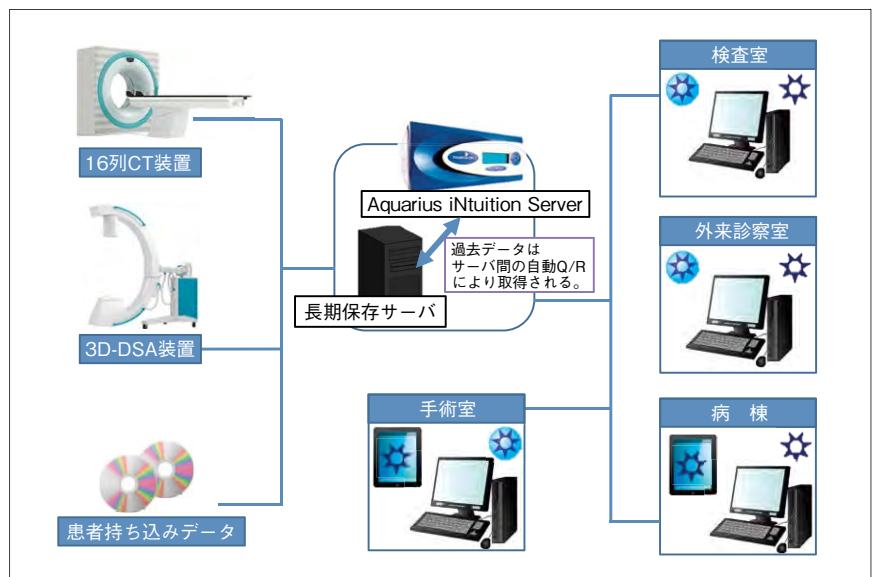 16列CT装置
3D-DSA装置
患者持ち込みデータ
Aquarius iNtuition Server
過去データは
サーバ間の自動Q/R
により取得される。
長期保存サーバ
検査室
外来診察室
手術室
病　棟